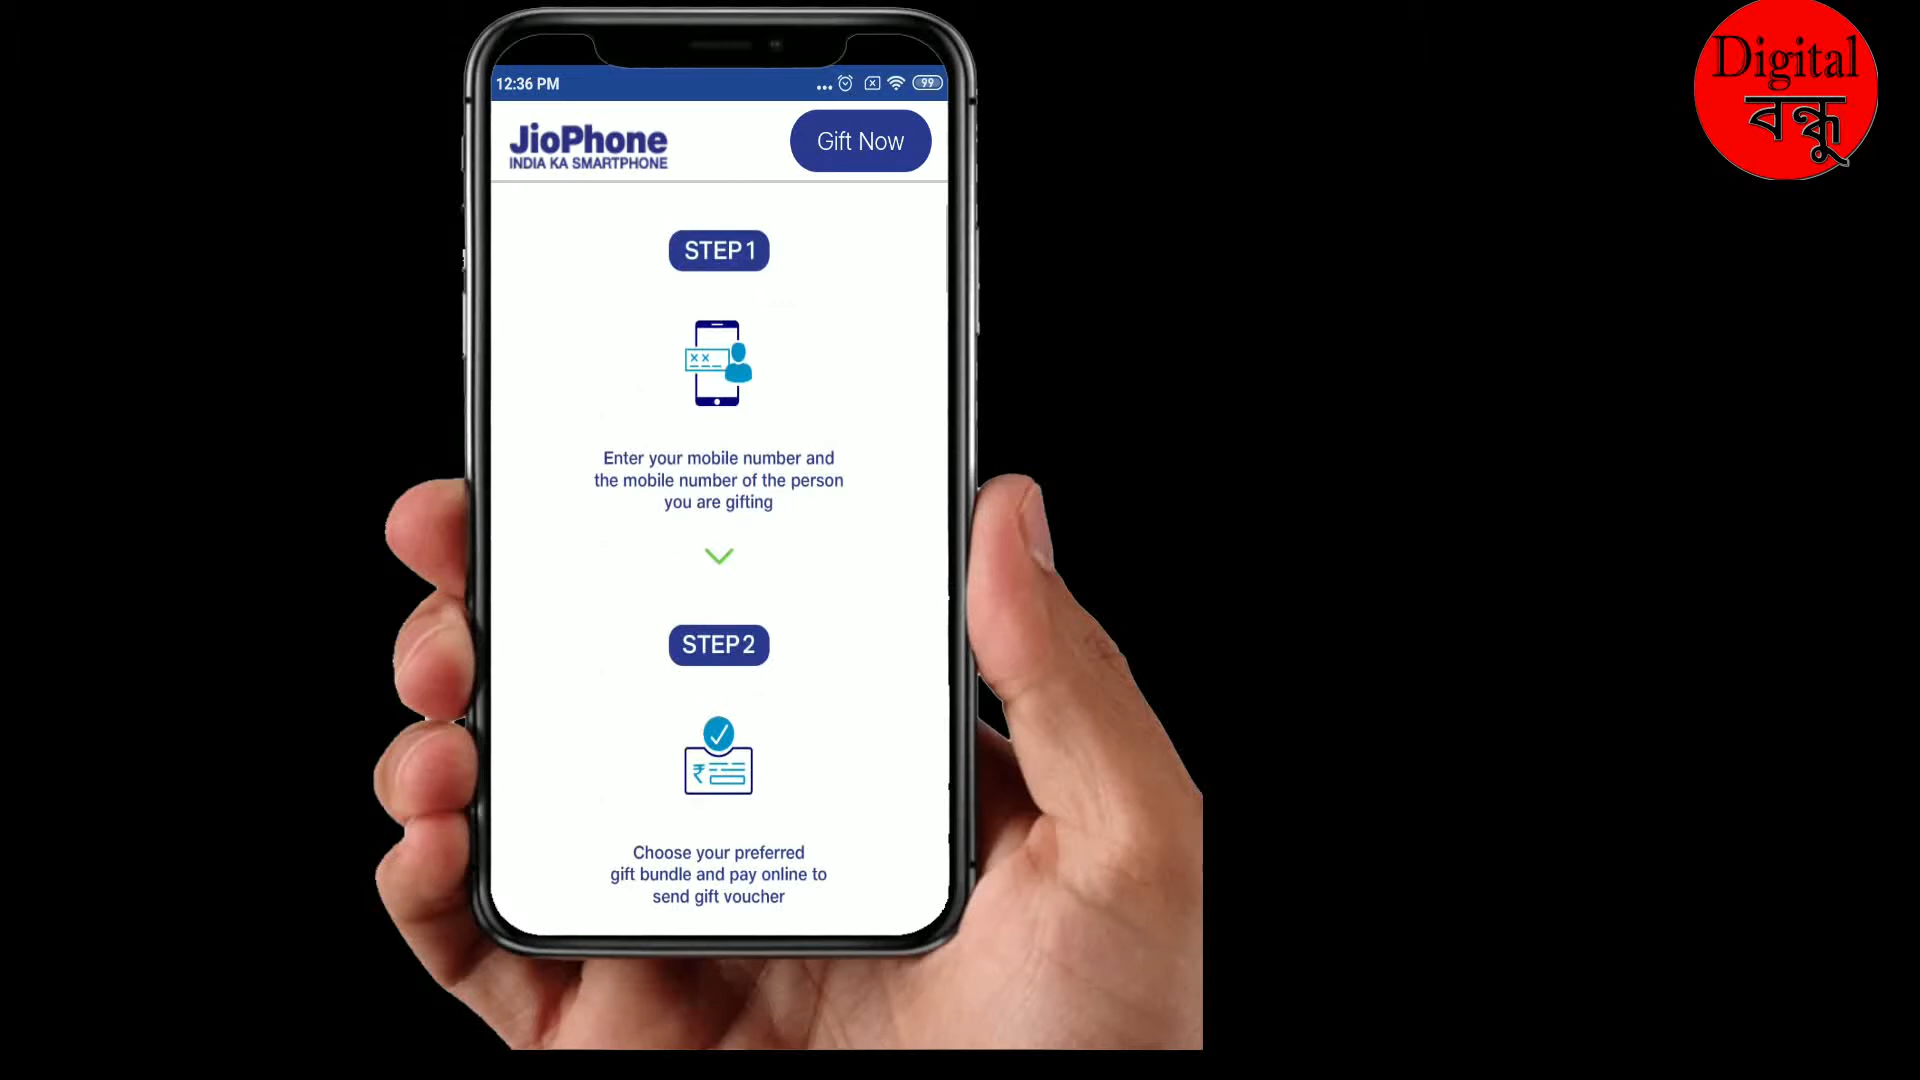 12:36 PM
99
JioPhone
INDIA KA SMARTPHONE
Gift Now
STEP 1
x x
Enter your mobile number and
the mobile number of the person
you are gifting
STEP 2
₹
Choose your preferred
gift bundle and pay online to
send gift voucher
Digital
বন্ধু